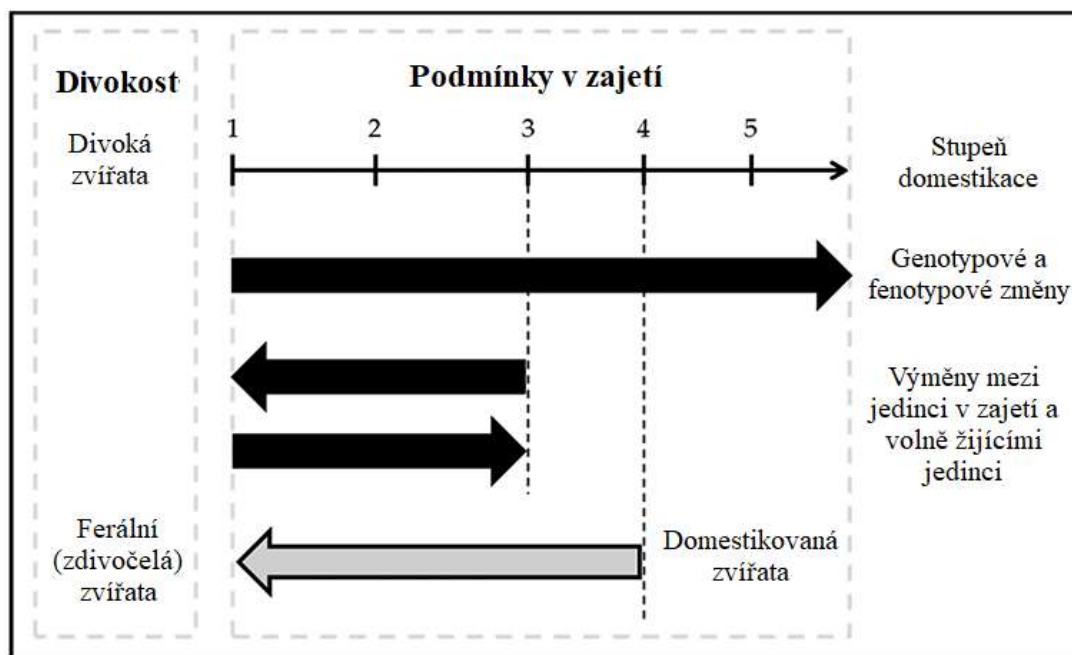 Divokost
Podmínky v zajetí
1 2 3 4 5
Divoká
zvířata
Stupeň
domestikace
Genotypové a
fenotypové změny
Výměny mezi
jedinci v zajetí a
volně žijícími
jedinci
Ferální
(zdivočelá)
zvířata
Domestikovaná
zvířata